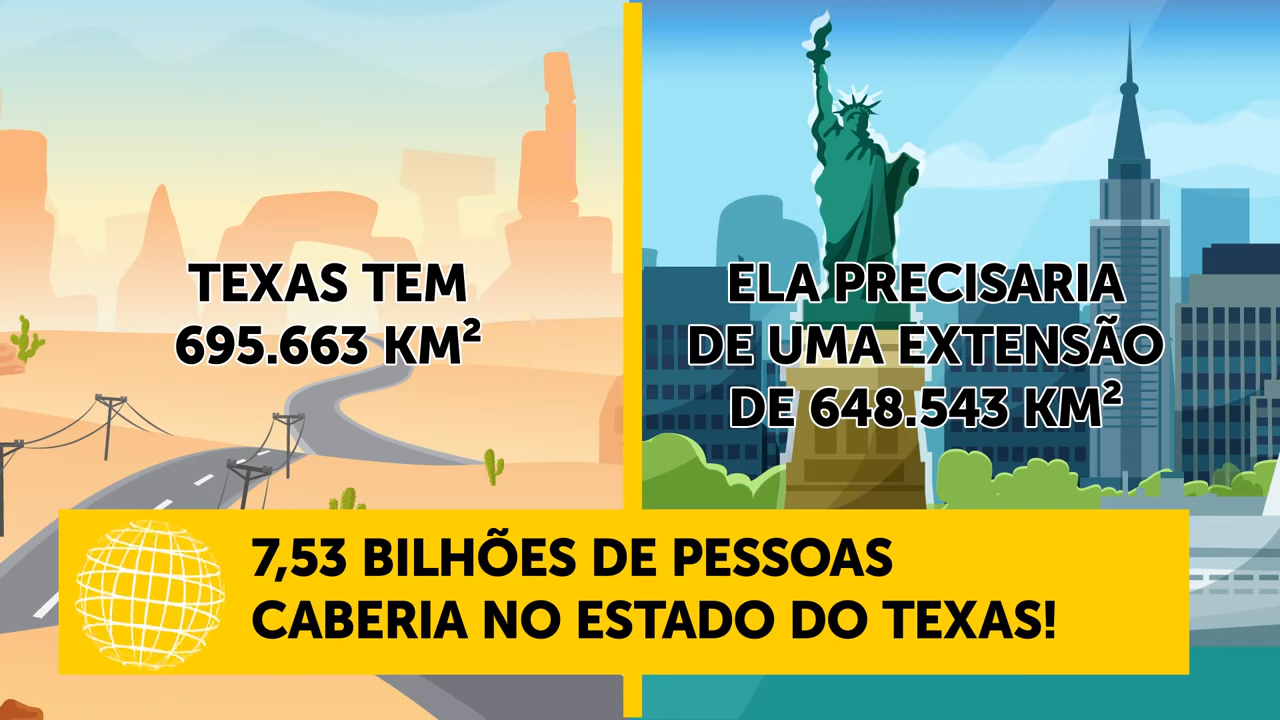 TEXAS TEM
695.663 KM²
ELA PRECISARIA
DE UMA EXTENSÃO
DE 648.543 KM²
7,53 BILHÕES DE PESSOAS
CABERIA NO ESTADO DO TEXAS!